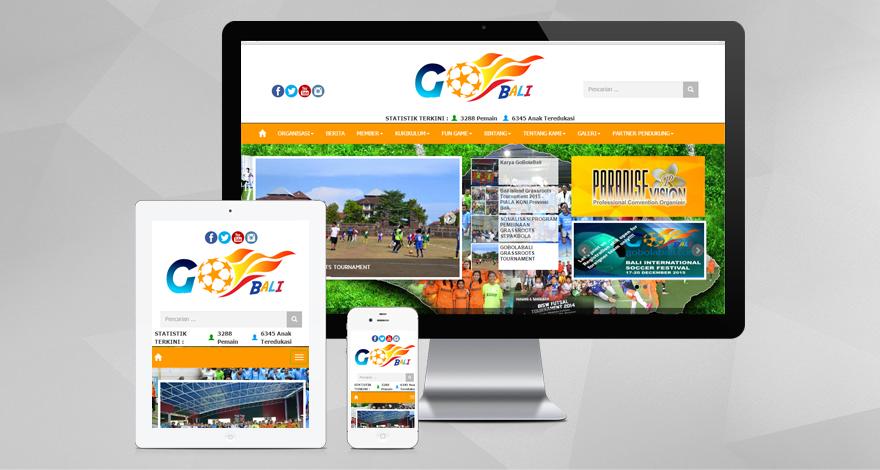 GO BALI
Pencarian ...
STATISTIK TERKINI : 3288 Pemain 6345 Anak Teredukasi
ORGANISASI BERITA MEMBER KURIKULUM FUN GAME BINTANG TENTANG KAMI GALERI PARTNER PENDUKUNG
TOURNAMENT
Karya GoBolaBali
Bali Island Grassroots
Tournament 2015 -
PIALA KONI Provinsi
Bali
SOSIALISASI PROGRAM
PEMBINAAN
GRASSROOTS
SEPAKBOLA
GOBOLABALI
GRASSROOTS
TOURNAMENT
FUTSAL
TOURNAMENT 2014
PARADISE
VISION
Professional Convention Organizer
BALI INTERNATIONAL
SOCCER FESTIVAL
17-20 DECEMBER 2015
GO BALI
Pencarian ...
STATISTIK
TERKINI :
3288
Pemain
6345 Anak
Teredukasi
GO BALI
Pencarian ...
STATISTIK
TERKINI :
3288
Pemain
6345 Anak
Teredukasi